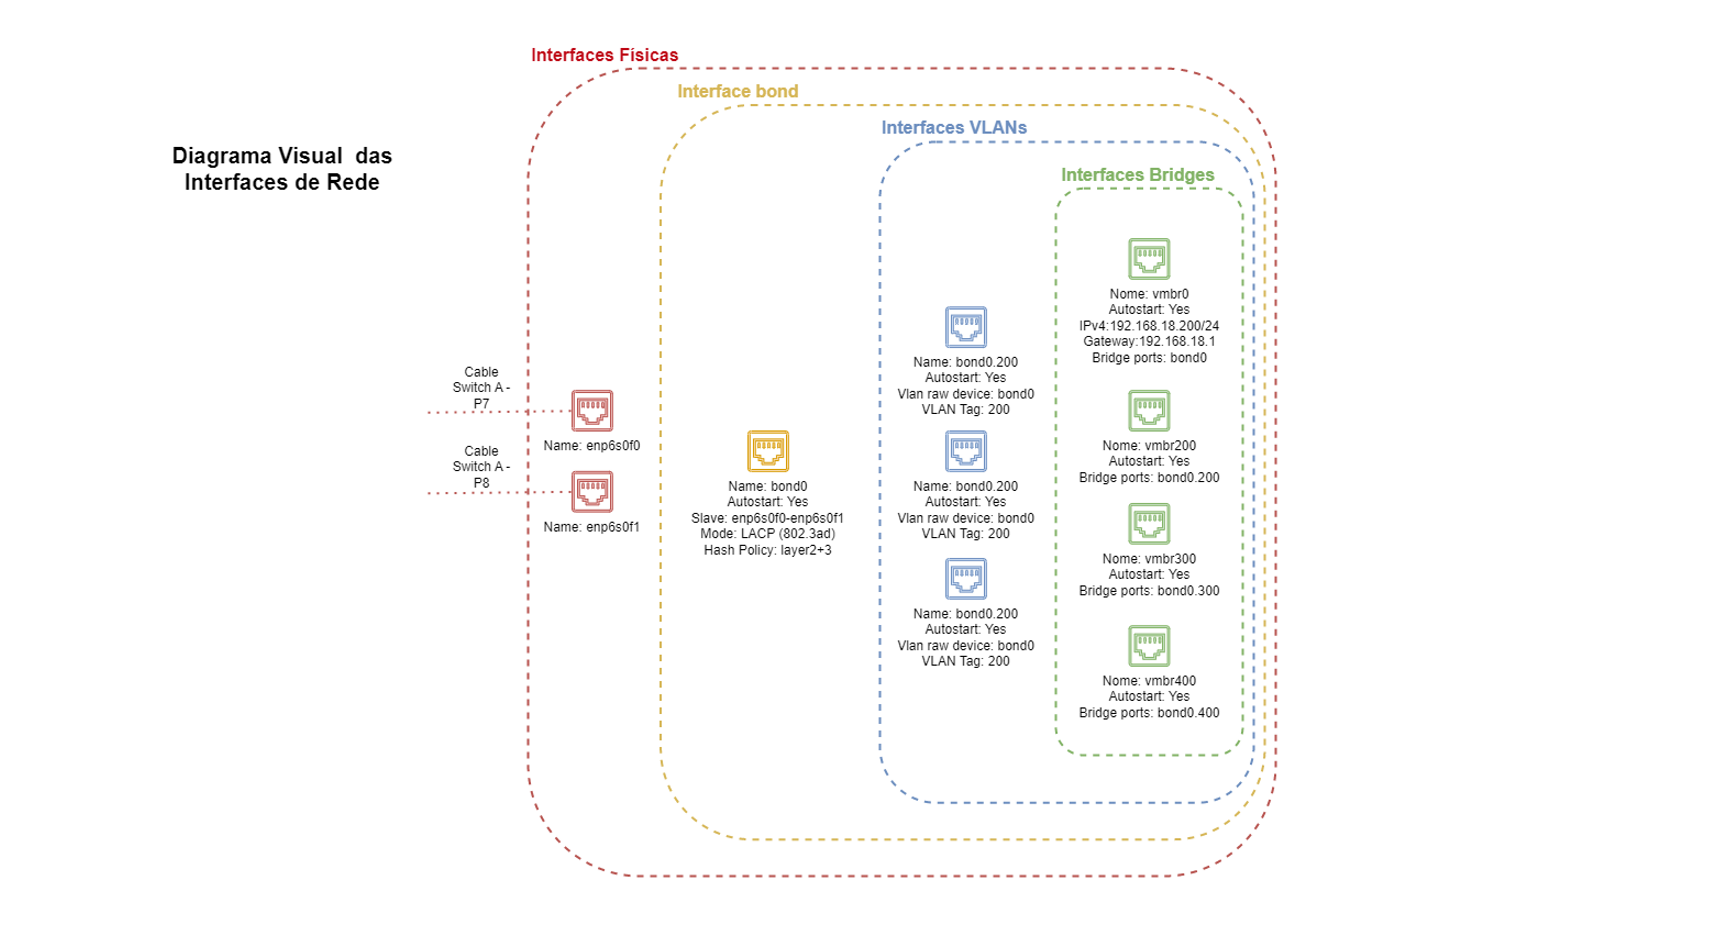 Interfaces Físicas
Interface bond
Interfaces VLANs
Interfaces Bridges
Diagrama Visual  das
Interfaces de Rede
Cable
Switch A -
P7
Name: enp6s0f0
Cable
Switch A -
P8
Name: enp6s0f1
Name: bond0
Autostart: Yes
Slave: enp6s0f0-enp6s0f1
Mode: LACP (802.3ad)
Hash Policy: layer2+3
Name: bond0.200
Autostart: Yes
Vlan raw device: bond0
VLAN Tag: 200
Name: bond0.200
Autostart: Yes
Vlan raw device: bond0
VLAN Tag: 200
Name: bond0.200
Autostart: Yes
Vlan raw device: bond0
VLAN Tag: 200
Nome: vmbr0
Autostart: Yes
IPv4:192.168.18.200/24
Gateway:192.168.18.1
Bridge ports: bond0
Nome: vmbr200
Autostart: Yes
Bridge ports: bond0.200
Nome: vmbr300
Autostart: Yes
Bridge ports: bond0.300
Nome: vmbr400
Autostart: Yes
Bridge ports: bond0.400